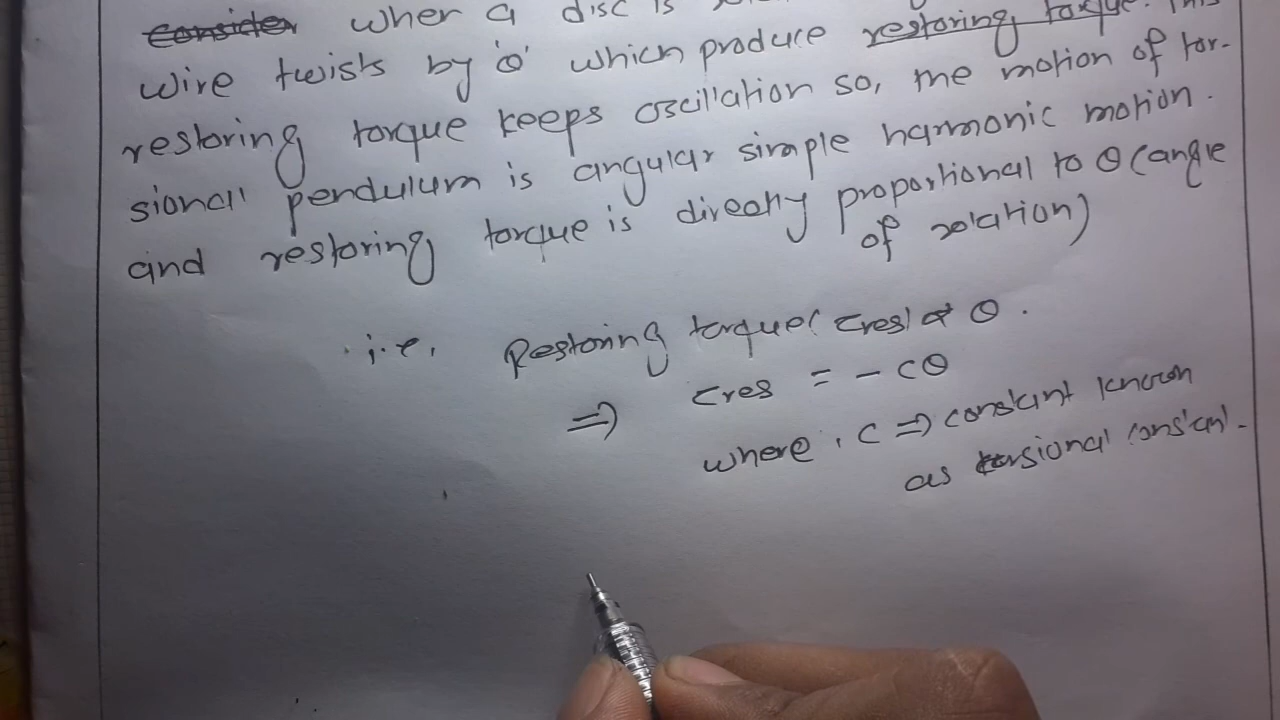 when a disc is
wire twists by 'θ' which produce restoring torque. This
restoring torque keeps oscillation so, the motion of tor-
sional pendulum is angular simple harmonic motion.
and restoring torque is directly proportional to θ (angle
of rotation)
i.e. Restoring torque (τres) ∝ θ.
⇒ τres = - cθ
where, c ⇒ constant known
as torsional constant.